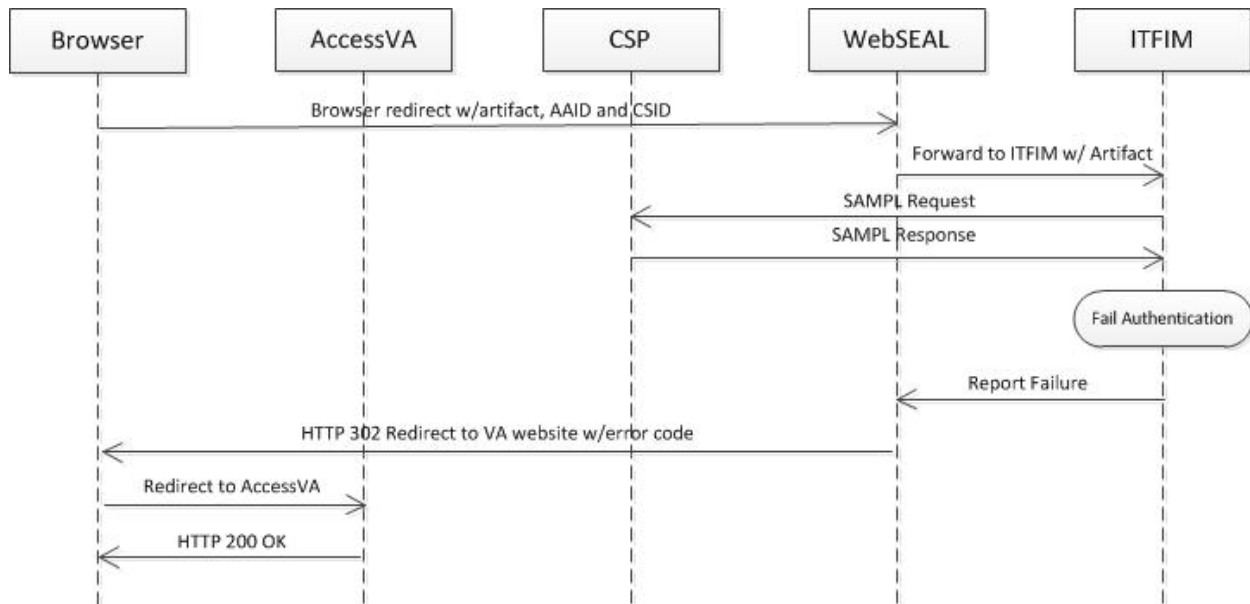 Browser
AccessVA
CSP
WebSEAL
ITFIM
Browser redirect w/artifact, AAID and CSID
Forward to ITFIM w/ Artifact
SAMPL Request
SAMPL Response
Fail Authentication
Report Failure
HTTP 302 Redirect to VA website w/error code
Redirect to AccessVA
HTTP 200 OK